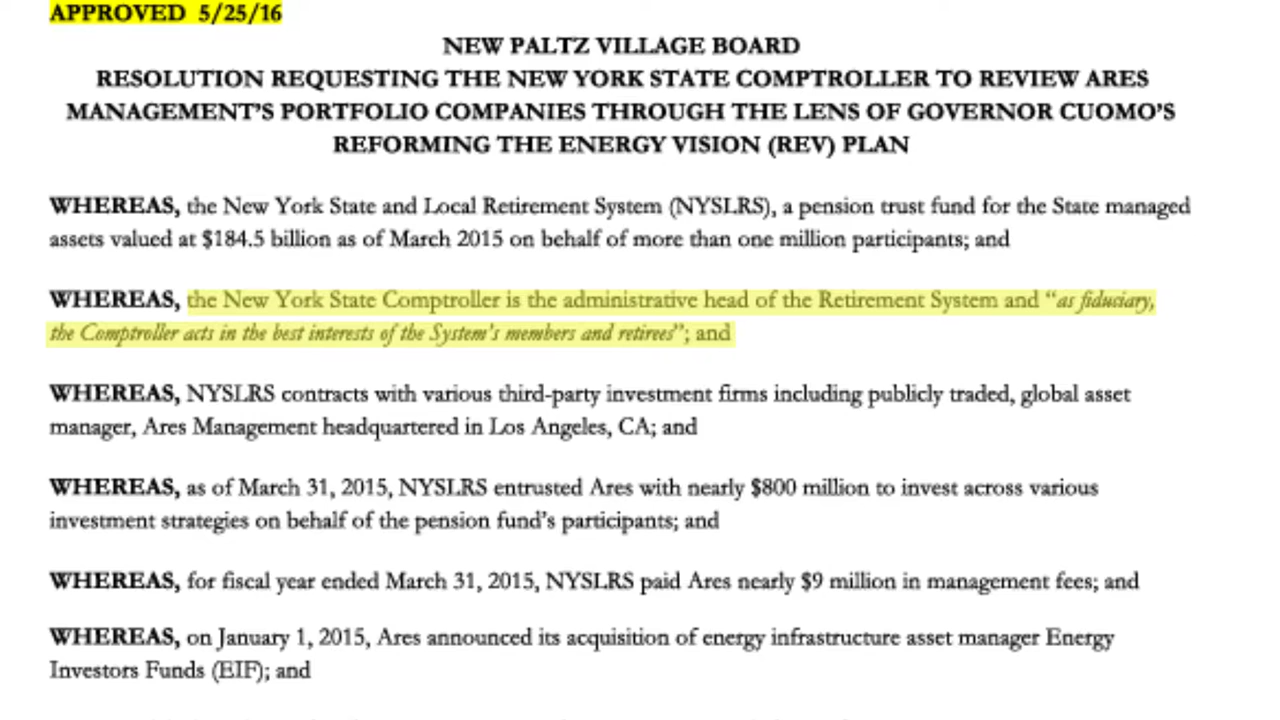 APPROVED 5/25/16
NEW PALTZ VILLAGE BOARD
RESOLUTION REQUESTING THE NEW YORK STATE COMPTROLLER TO REVIEW ARES
MANAGEMENT'S PORTFOLIO COMPANIES THROUGH THE LENS OF GOVERNOR CUOMO'S
REFORMING THE ENERGY VISION (REV) PLAN
WHEREAS, the New York State and Local Retirement System (NYSLRS), a pension trust fund for the State managed
assets valued at $184.5 billion as of March 2015 on behalf of more than one million participants; and
WHEREAS, the New York State Comptroller is the administrative head of the Retirement System and “as fiduciary,
the Comptroller acts in the best interests of the System's members and retirees”; and
WHEREAS, NYSLRS contracts with various third-party investment firms including publicly traded, global asset
manager, Ares Management headquartered in Los Angeles, CA; and
WHEREAS, as of March 31, 2015, NYSLRS entrusted Ares with nearly $800 million to invest across various
investment strategies on behalf of the pension fund's participants; and
WHEREAS, for fiscal year ended March 31, 2015, NYSLRS paid Ares nearly $9 million in management fees; and
WHEREAS, on January 1, 2015, Ares announced its acquisition of energy infrastructure asset manager Energy
Investors Funds (EIF); and